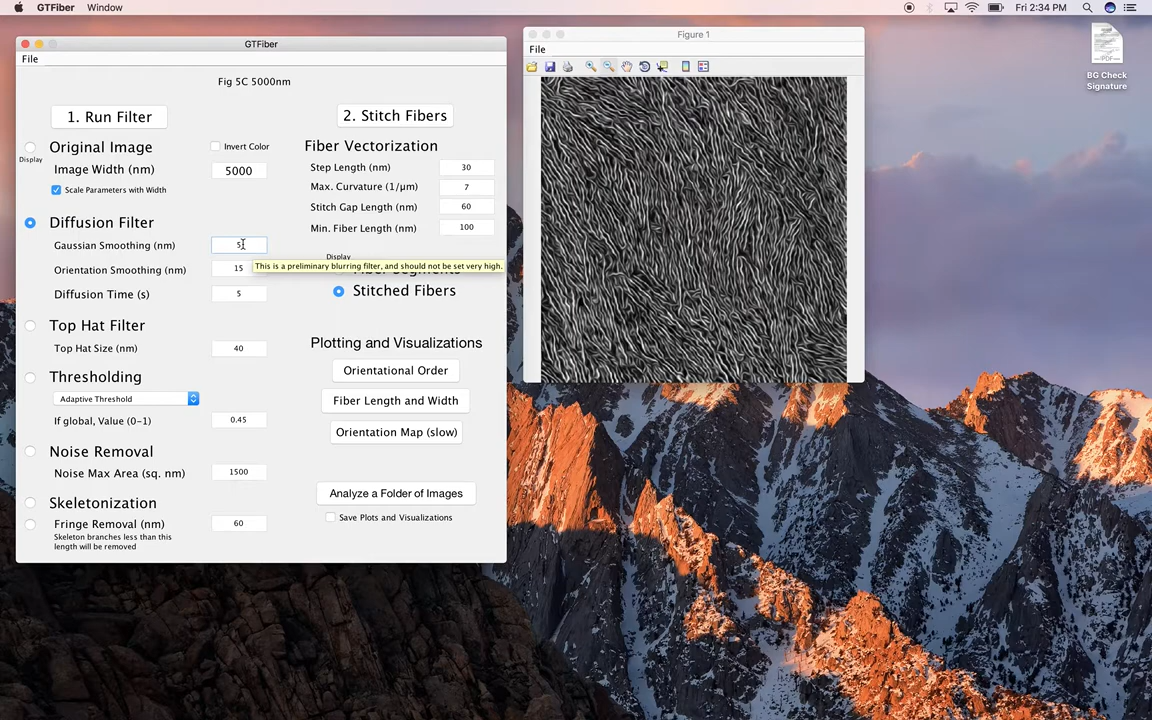 GTFiber Window
Fri 2:34 PM
GTFiber
File
Fig 5C 5000nm
1. Run Filter
2. Stitch Fibers
Original Image
Display
Invert Color
Image Width (nm) 5000
Scale Parameters with Width
Fiber Vectorization
Step Length (nm) 30
Max. Curvature (1/µm) 7
Stitch Gap Length (nm) 60
Min. Fiber Length (nm) 100
Diffusion Filter
Gaussian Smoothing (nm) 5
Orientation Smoothing (nm) 15
This is a preliminary blurring filter, and should not be set very high.
Diffusion Time (s) 5
Display
Stitched Fibers
Top Hat Filter
Top Hat Size (nm) 40
Plotting and Visualizations
Orientational Order
Fiber Length and Width
Orientation Map (slow)
Thresholding
Adaptive Threshold
If global, Value (0-1) 0.45
Noise Removal
Noise Max Area (sq. nm) 1500
Analyze a Folder of Images
Save Plots and Visualizations
Skeletonization
Fringe Removal (nm) 60
Skeleton branches less than this
length will be removed
Figure 1
File
PDF
BG Check
Signature